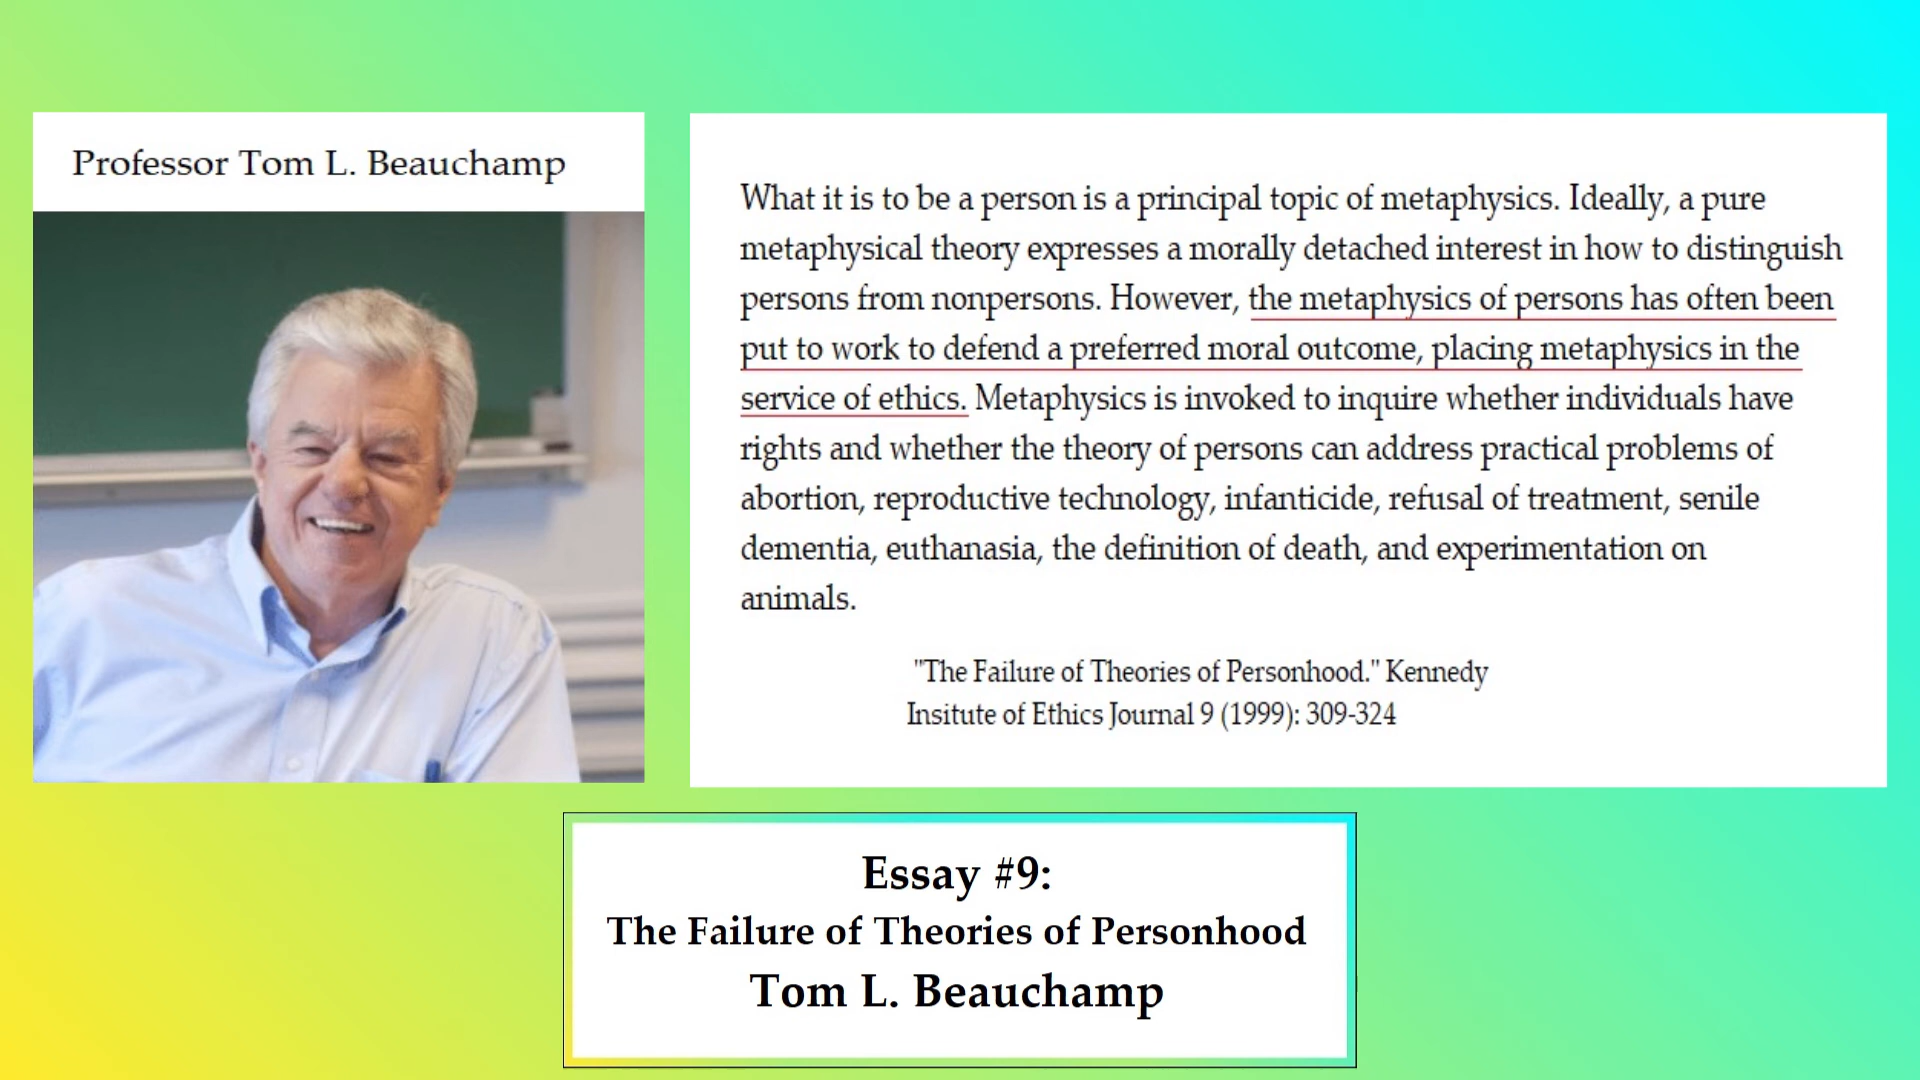 Professor Tom L. Beauchamp
What it is to be a person is a principal topic of metaphysics. Ideally, a pure
metaphysical theory expresses a morally detached interest in how to distinguish
persons from nonpersons. However, the metaphysics of persons has often been
put to work to defend a preferred moral outcome, placing metaphysics in the
service of ethics. Metaphysics is invoked to inquire whether individuals have
rights and whether the theory of persons can address practical problems of
abortion, reproductive technology, infanticide, refusal of treatment, senile
dementia, euthanasia, the definition of death, and experimentation on
animals.
"The Failure of Theories of Personhood." Kennedy
Insitute of Ethics Journal 9 (1999): 309-324
Essay #9:
The Failure of Theories of Personhood
Tom L. Beauchamp